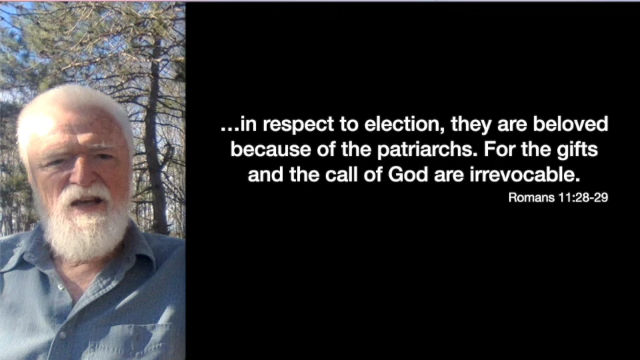 …in respect to election, they are beloved
because of the patriarchs. For the gifts
and the call of God are irrevocable.
Romans 11:28-29